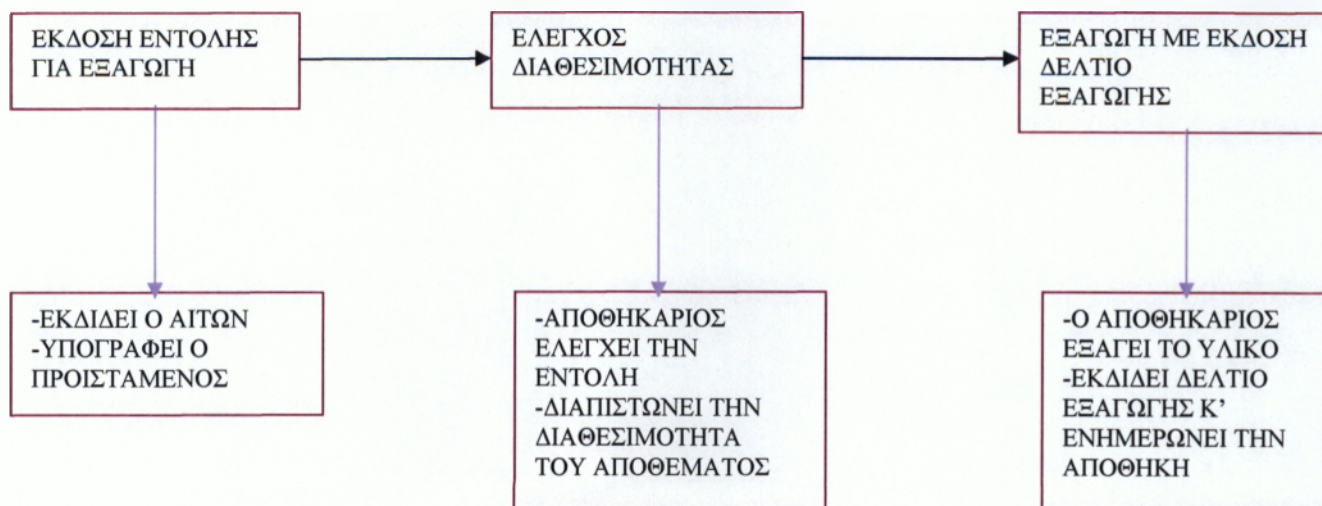 ΕΚΔΟΣΗ ΕΝΤΟΛΗΣ
ΓΙΑ ΕΞΑΓΩΓΗ
ΕΛΕΓΧΟΣ
ΔΙΑΘΕΣΙΜΟΤΗΤΑΣ
ΕΞΑΓΩΓΗ ΜΕ ΕΚΔΟΣΗ
ΔΕΛΤΙΟ
ΕΞΑΓΩΓΗΣ
-ΕΚΔΙΔΕΙ Ο ΑΙΤΩΝ
-ΥΠΟΓΡΑΦΕΙ Ο
ΠΡΟΙΣΤΑΜΕΝΟΣ
-ΑΠΟΘΗΚΑΡΙΟΣ
ΕΛΕΓΧΕΙ ΤΗΝ
ΕΝΤΟΛΗ
-ΔΙΑΠΙΣΤΩΝΕΙ ΤΗΝ
ΔΙΑΘΕΣΙΜΟΤΗΤΑ
ΤΟΥ ΑΠΟΘΕΜΑΤΟΣ
-Ο ΑΠΟΘΗΚΑΡΙΟΣ
ΕΞΑΓΕΙ ΤΟ ΥΛΙΚΟ
-ΕΚΔΙΔΕΙ ΔΕΛΤΙΟ
ΕΞΑΓΩΓΗΣ Κ’
ΕΝΗΜΕΡΩΝΕΙ ΤΗΝ
ΑΠΟΘΗΚΗ